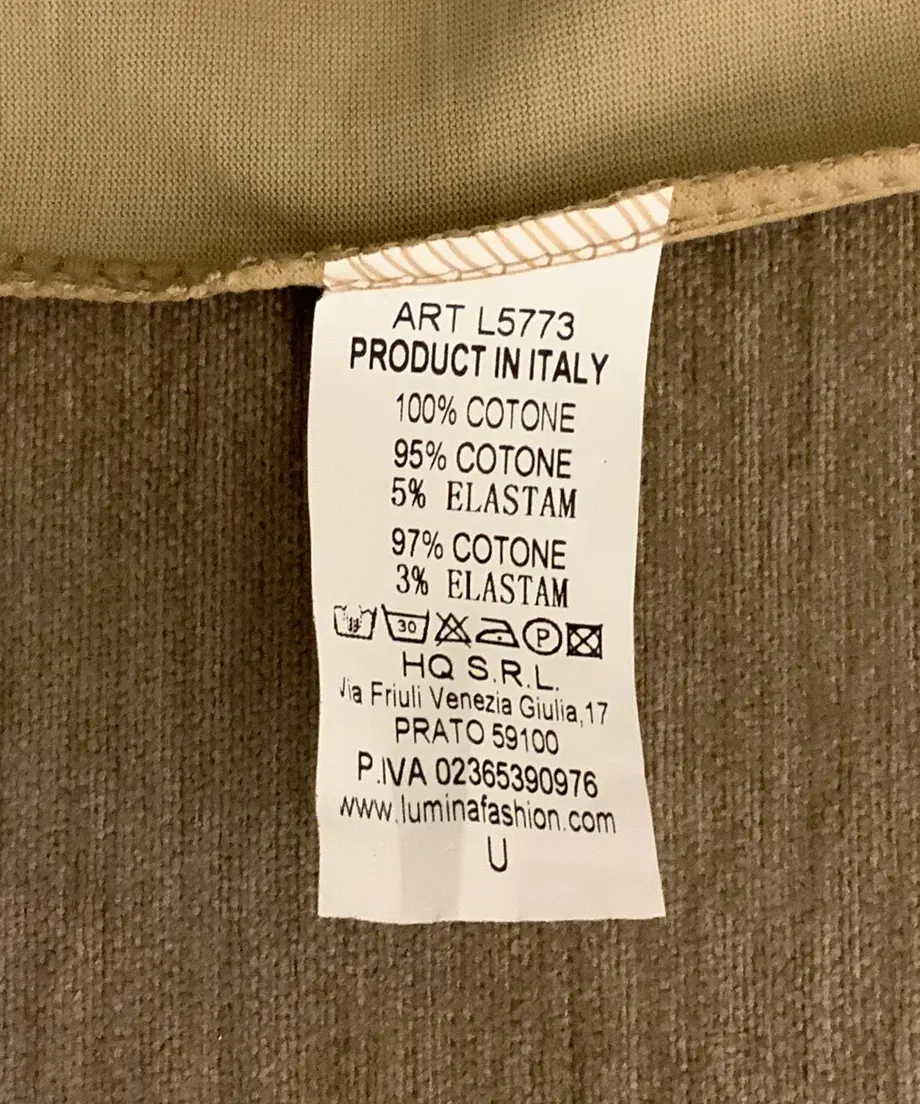 ART L5773
PRODUCT IN ITALY
100% COTONE
95% COTONE
5% ELASTAM
97% COTONE
3% ELASTAM
30 P
HQ S.R.L.
Via Friuli Venezia Giulia,17
PRATO 59100
P.IVA 02365390976
www.luminafashion.com
U